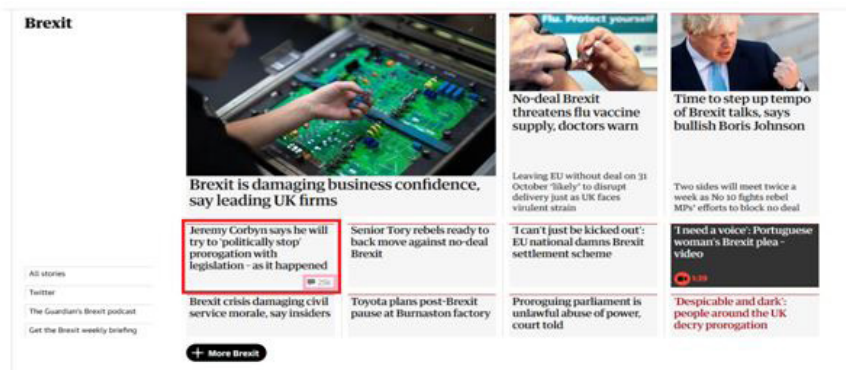 Brexit
Flu. Protect yourself
Brexit is damaging business confidence,
say leading UK firms
No-deal Brexit
threatens flu vaccine
supply, doctors warn
Leaving EU without deal on 31
October 'likely' to disrupt
delivery just as UK faces
virulent strain
Time to step up tempo
of Brexit talks, says
bullish Boris Johnson
Two sides will meet twice a
week as No 10 fights rebel
MPs' efforts to block no deal
Jeremy Corbyn says he will
try to 'politically stop'
prorogation with
legislation - as it happened
Senior Tory rebels ready to
back move against no-deal
Brexit
'I can't just be kicked out':
EU national damns Brexit
settlement scheme
'I need a voice': Portuguese
woman's Brexit plea -
video
1:29
Brexit crisis damaging civil
service morale, say insiders
Toyota plans post-Brexit
pause at Burnaston factory
Proroguing parliament is
unlawful abuse of power,
court told
'Despicable and dark':
people around the UK
decry prorogation
All stories
Twitter
The Guardian's Brexit podcast
Get the Brexit weekly briefing
+ More Brexit